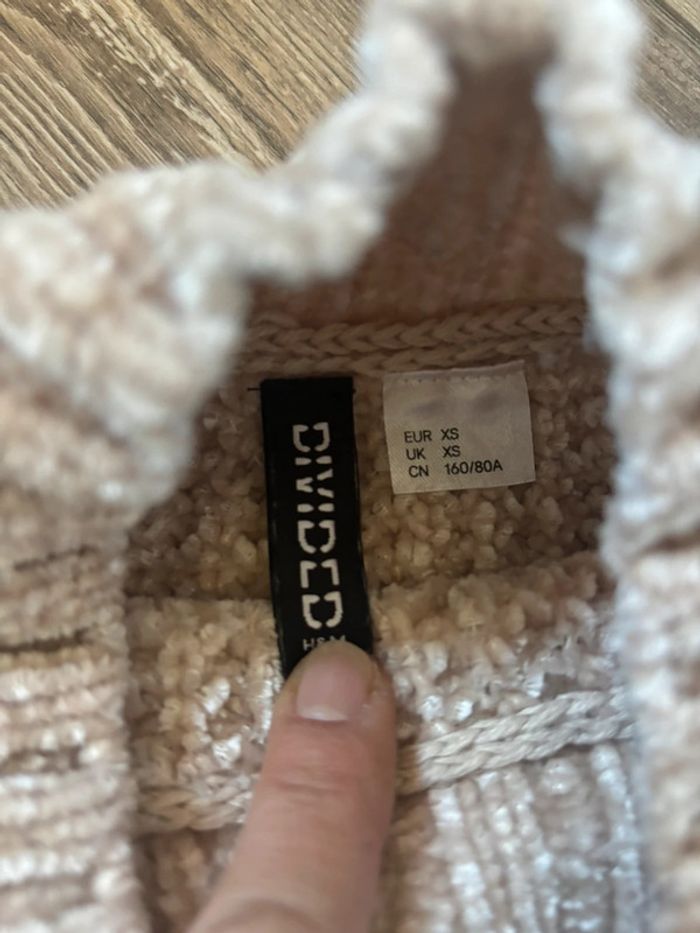 DIVIDED
H&M
EUR XS
UK XS
CN 160/80A